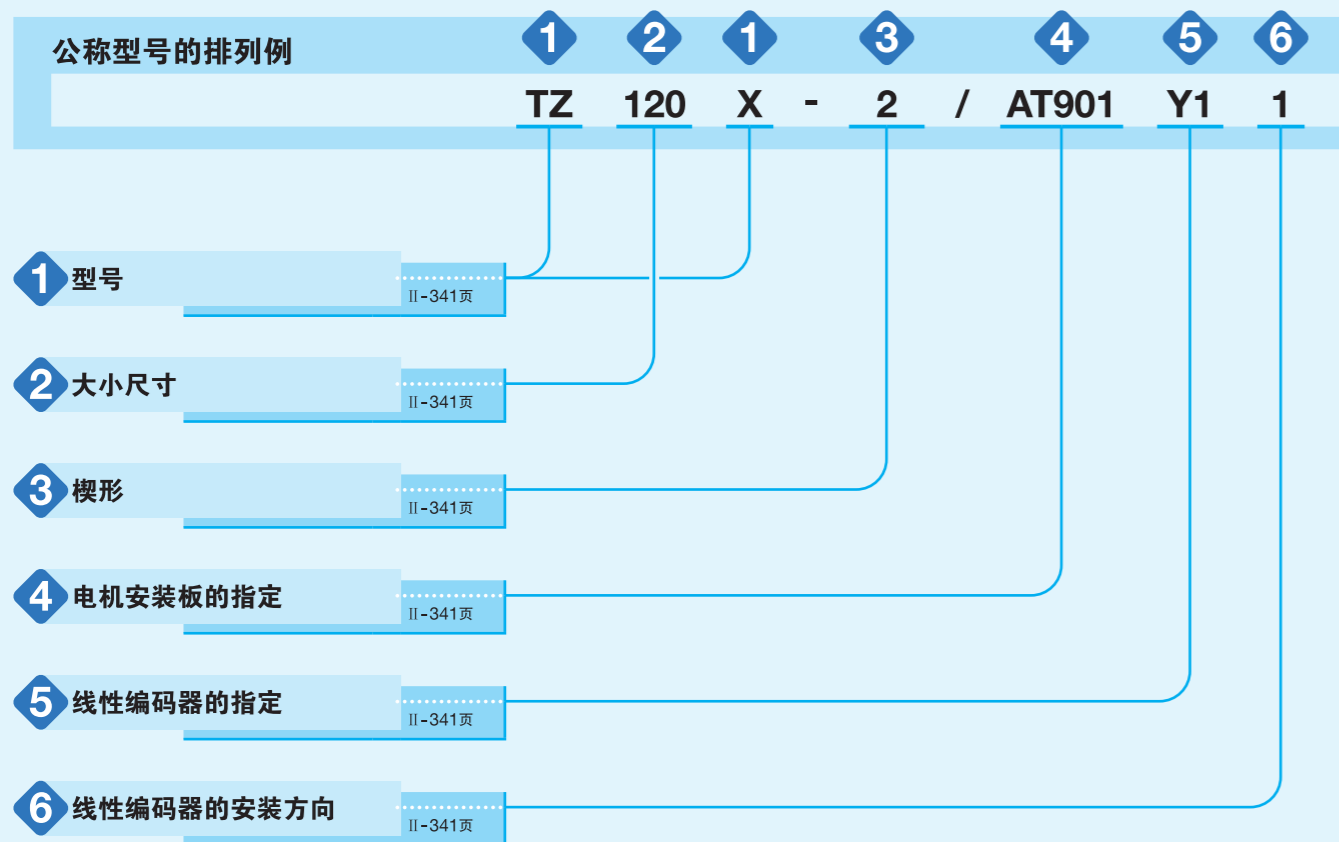 1 2 1 3 4 5 6
公称型号的排列例
TZ 120 X - 2 / AT901 Y1 1
1 型号
II-341页
2 大小尺寸
II-341页
3 楔形
II-341页
4 电机安装板的指定
II-341页
5 线性编码器的指定
II-341页
6 线性编码器的安装方向
II-341页